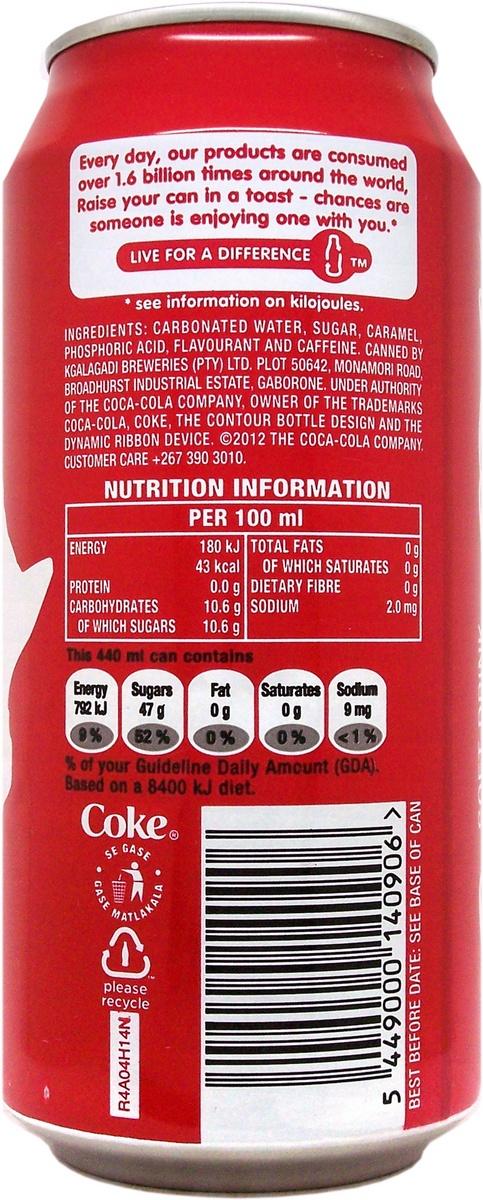 Every day, our products are consumed
over 1.6 billion times around the world,
Raise your can in a toast - chances are
someone is enjoying one with you.*
LIVE FOR A DIFFERENCE TM
* see information on kilojoules.
INGREDIENTS: CARBONATED WATER, SUGAR, CARAMEL,
PHOSPHORIC ACID, FLAVOURANT AND CAFFEINE. CANNED BY
KGALAGADI BREWERIES (PTY) LTD. PLOT 50642, MONAMORI ROAD,
BROADHURST INDUSTRIAL ESTATE, GABORONE. UNDER AUTHORITY
OF THE COCA-COLA COMPANY, OWNER OF THE TRADEMARKS
COCA-COLA, COKE, THE CONTOUR BOTTLE DESIGN AND THE
DYNAMIC RIBBON DEVICE. ©2012 THE COCA-COLA COMPANY.
CUSTOMER CARE +267 390 3010.
NUTRITION INFORMATION
PER 100 ml
ENERGY 180 kJ
43 kcal
PROTEIN 0.0 g
CARBOHYDRATES 10.6 g
OF WHICH SUGARS 10.6 g
TOTAL FATS 0 g
OF WHICH SATURATES 0 g
DIETARY FIBRE 0 g
SODIUM 2.0 mg
This 440 ml can contains
Energy Sugars Fat Saturates Sodium
792 kJ 47 g 0 g 0 g 9 mg
9 % 52 % 0 % 0 % <1 %
% of your Guideline Daily Amount (GDA).
Based on a 8400 kJ diet.
Coke®
SE GASE
GASE MATLAKALA
please
recycle
R4A04H14N
5 449000 140906 >
BEST BEFORE DATE: SEE BASE OF CAN